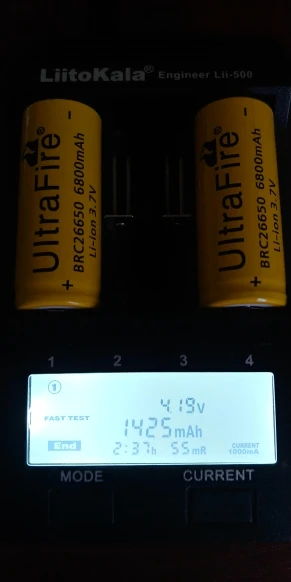 LiitoKala® Engineer Lii-500
UltraFire®
BRC26650 6800mAh
Li-ion 3.7V
+ -
UltraFire®
BRC26650 6800mAh
Li-ion 3.7V
+ -
1 2 3 4
1
4.19V
FAST TEST
1425mAh
End 2:37h 55mR CURRENT
1000mA
MODE CURRENT